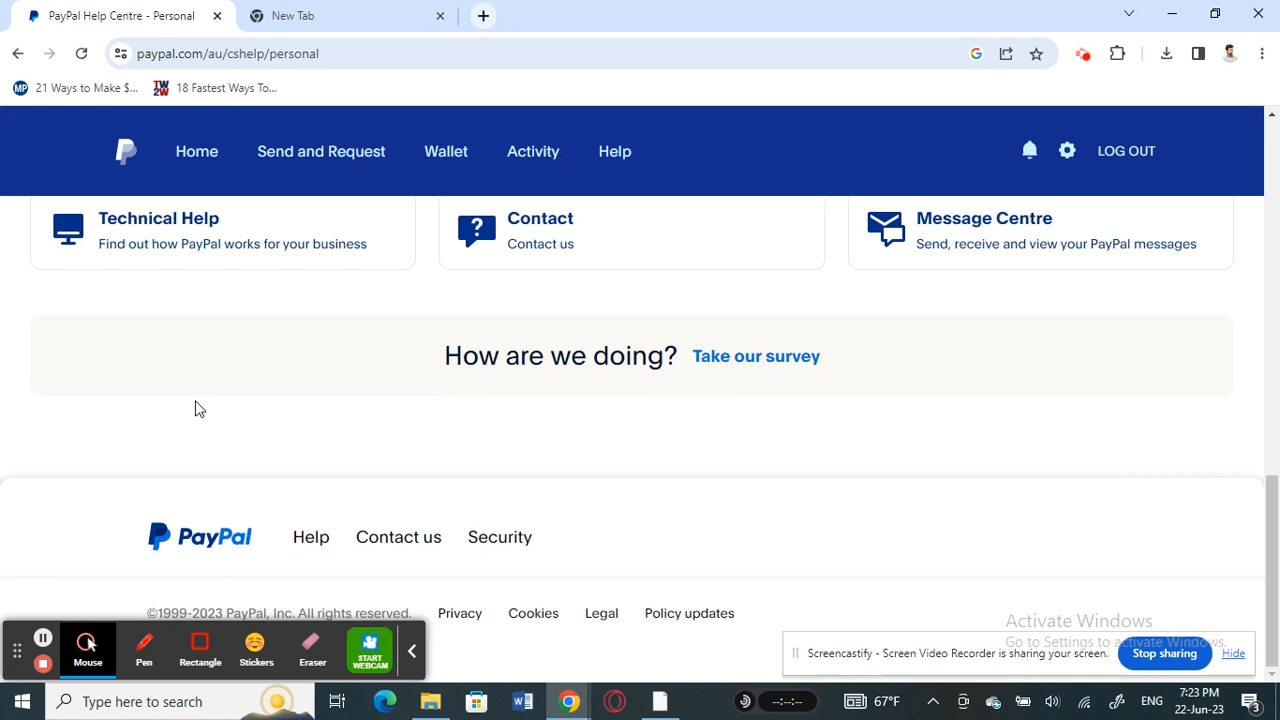 PayPal Help Centre - Personal
New Tab
paypal.com/au/cshelp/personal
MP 21 Ways to Make $...
TW 2W 18 Fastest Ways To...
Home Send and Request Wallet Activity Help LOG OUT
Technical Help
Find out how PayPal works for your business
Contact
Contact us
Message Centre
Send, receive and view your PayPal messages
How are we doing? Take our survey
PayPal Help Contact us Security
©1999-2023 PayPal, Inc. All rights reserved. Privacy Cookies Legal Policy updates
Activate Windows
Go to Settings to activate Windows.
Mouse Pen Rectangle Stickers Eraser START WEBCAM
Screencastify - Screen Video Recorder is sharing your screen. Stop sharing Hide
Type here to search
--:--:--
67°F
ENG
7:23 PM
22-Jun-23
3